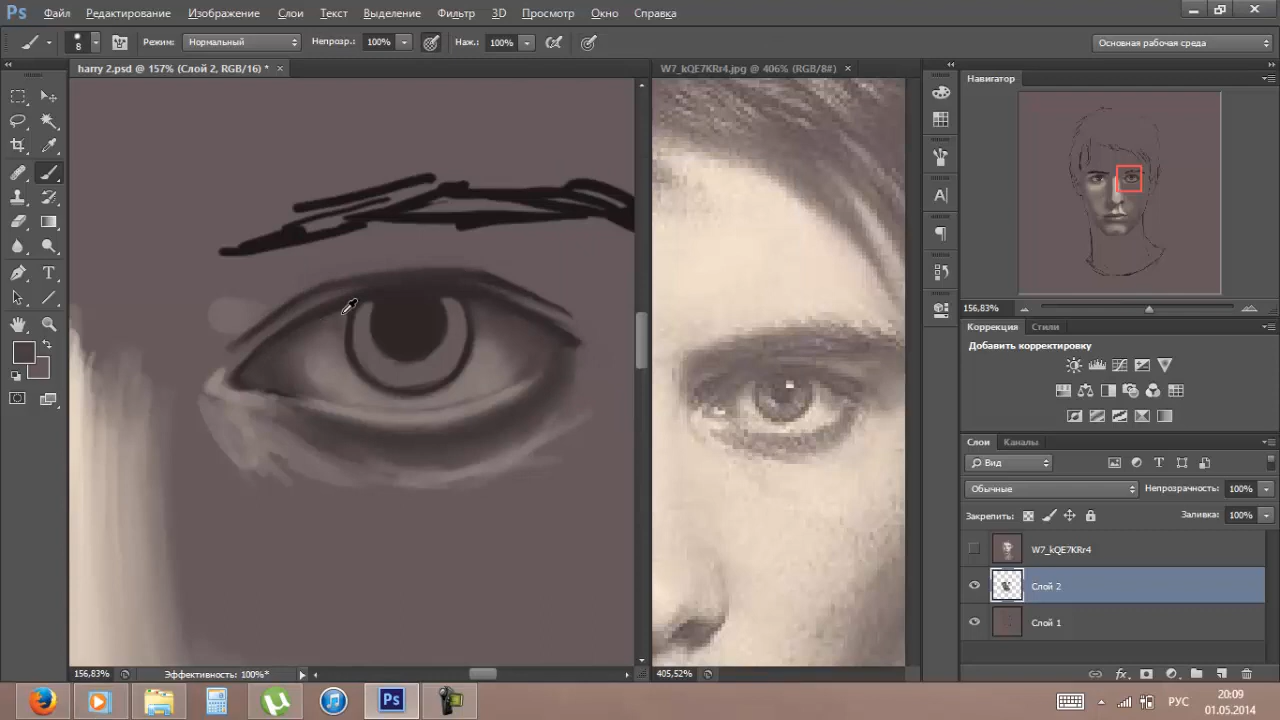 Ps Файл Редактирование Изображение Слои Текст Выделение Фильтр 3D Просмотр Окно Справка
8 Режим: Нормальный Непрозр.: 100% Наж.: 100% Основная рабочая среда
harry 2.psd @ 157% (Слой 2, RGB/16) * × W7_kQE7KRr4.jpg @ 406% (RGB/8#) ×
Навигатор
156,83%
Коррекция Стили
Добавить корректировку
Слои Каналы
Вид
Обычные Непрозрачность: 100%
Закрепить: Заливка: 100%
W7_kQE7KRr4
Слой 2
Слой 1
156,83% Эффективность: 100%* 405,52%
Ps РУС 20:09
01.05.2014